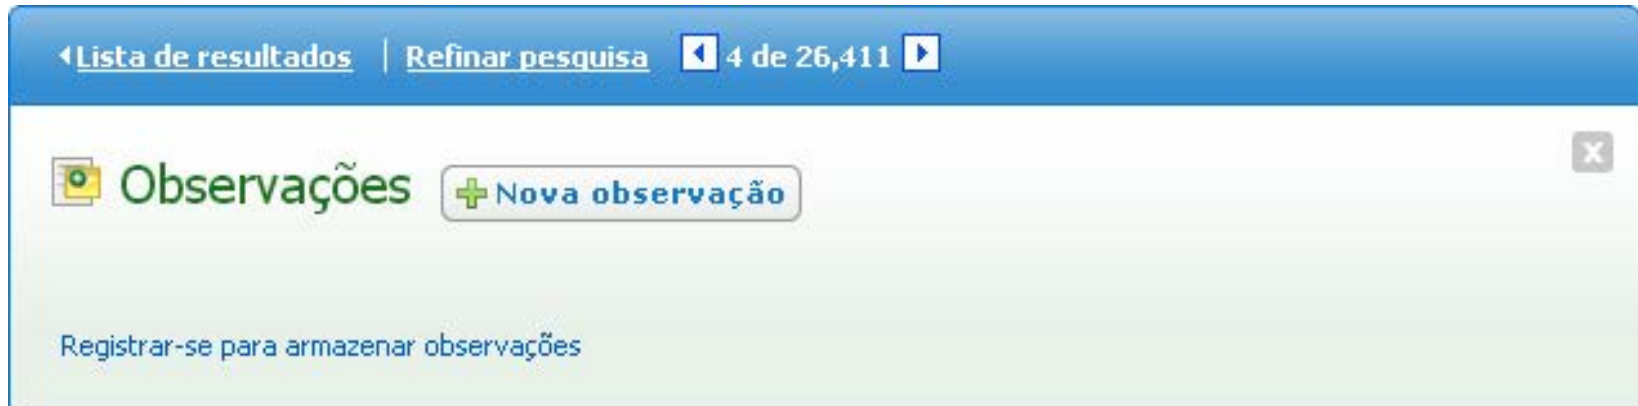 Lista de resultados | Refinar pesquisa 4 de 26,411
Observações Nova observação
Registrar-se para armazenar observações